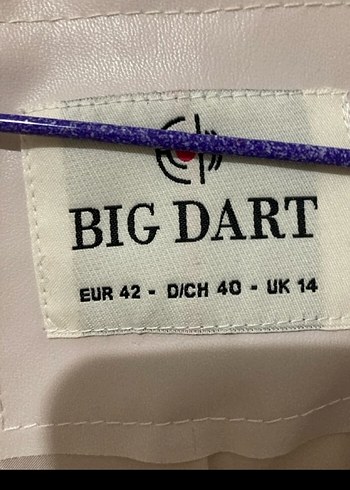 BIG DART
EUR 42 - D/CH 40 - UK 14